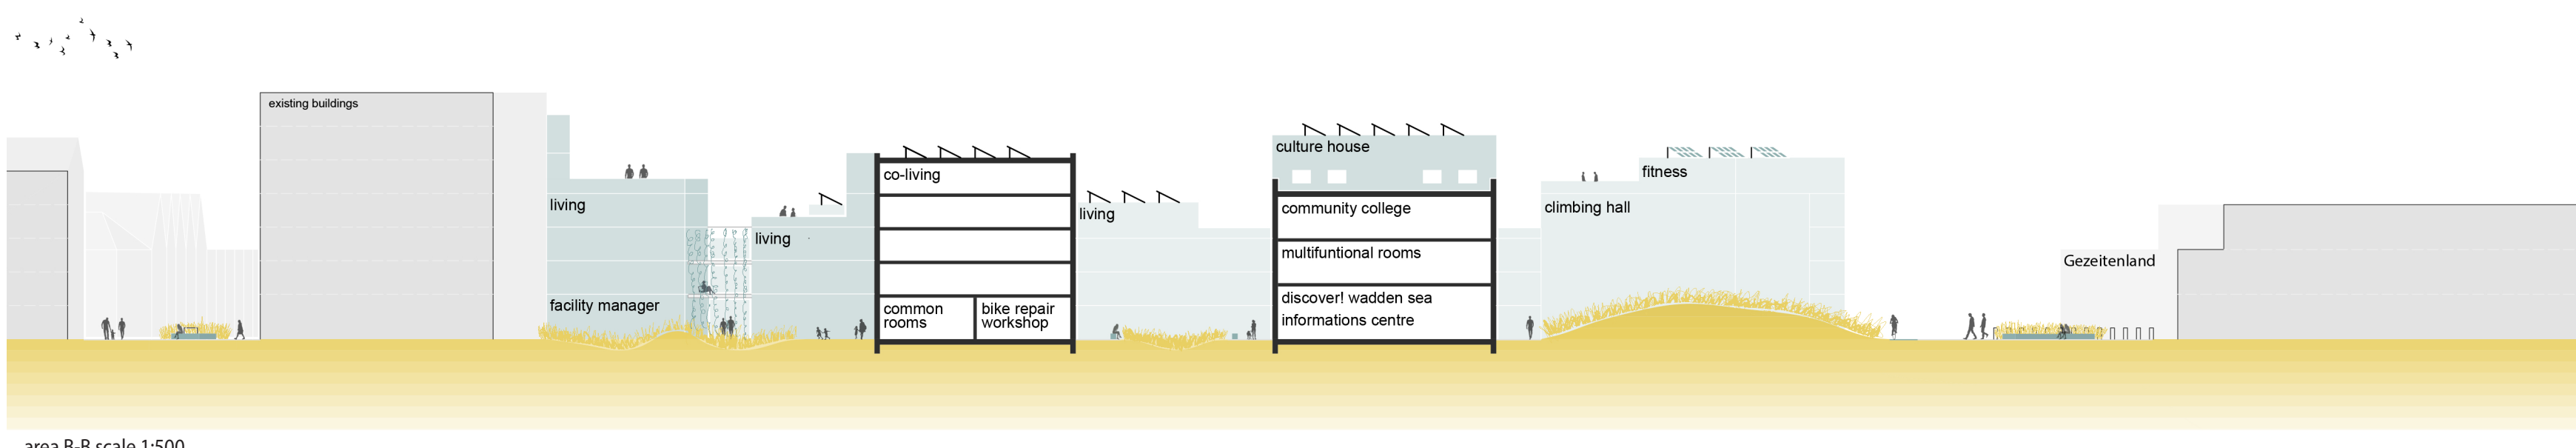 existing buildings
living
facility manager
living
co-living
common
rooms
bike repair
workshop
living
culture house
community college
multifuntional rooms
discover! wadden sea
informations centre
climbing hall
fitness
Gezeitenland
area B-B scale 1:500